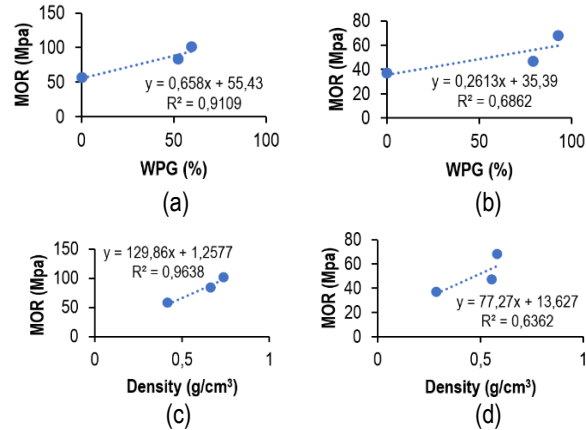 150
100
50
0
MOR (Mpa)
y = 0,658x + 55,43
R² = 0,9109
0
50
100
WPG (%)
(a)
80
60
40
20
0
MOR (Mpa)
y = 0,2613x + 35,39
R² = 0,6862
0
50
100
WPG (%)
(b)
150
100
50
0
MOR (Mpa)
y = 129,86x + 1,2577
R² = 0,9638
0
0,5
1
Density (g/cm³)
(c)
80
60
40
20
0
MOR (Mpa)
y = 77,27x + 13,627
R² = 0,6362
0
0,5
1
Density (g/cm³)
(d)